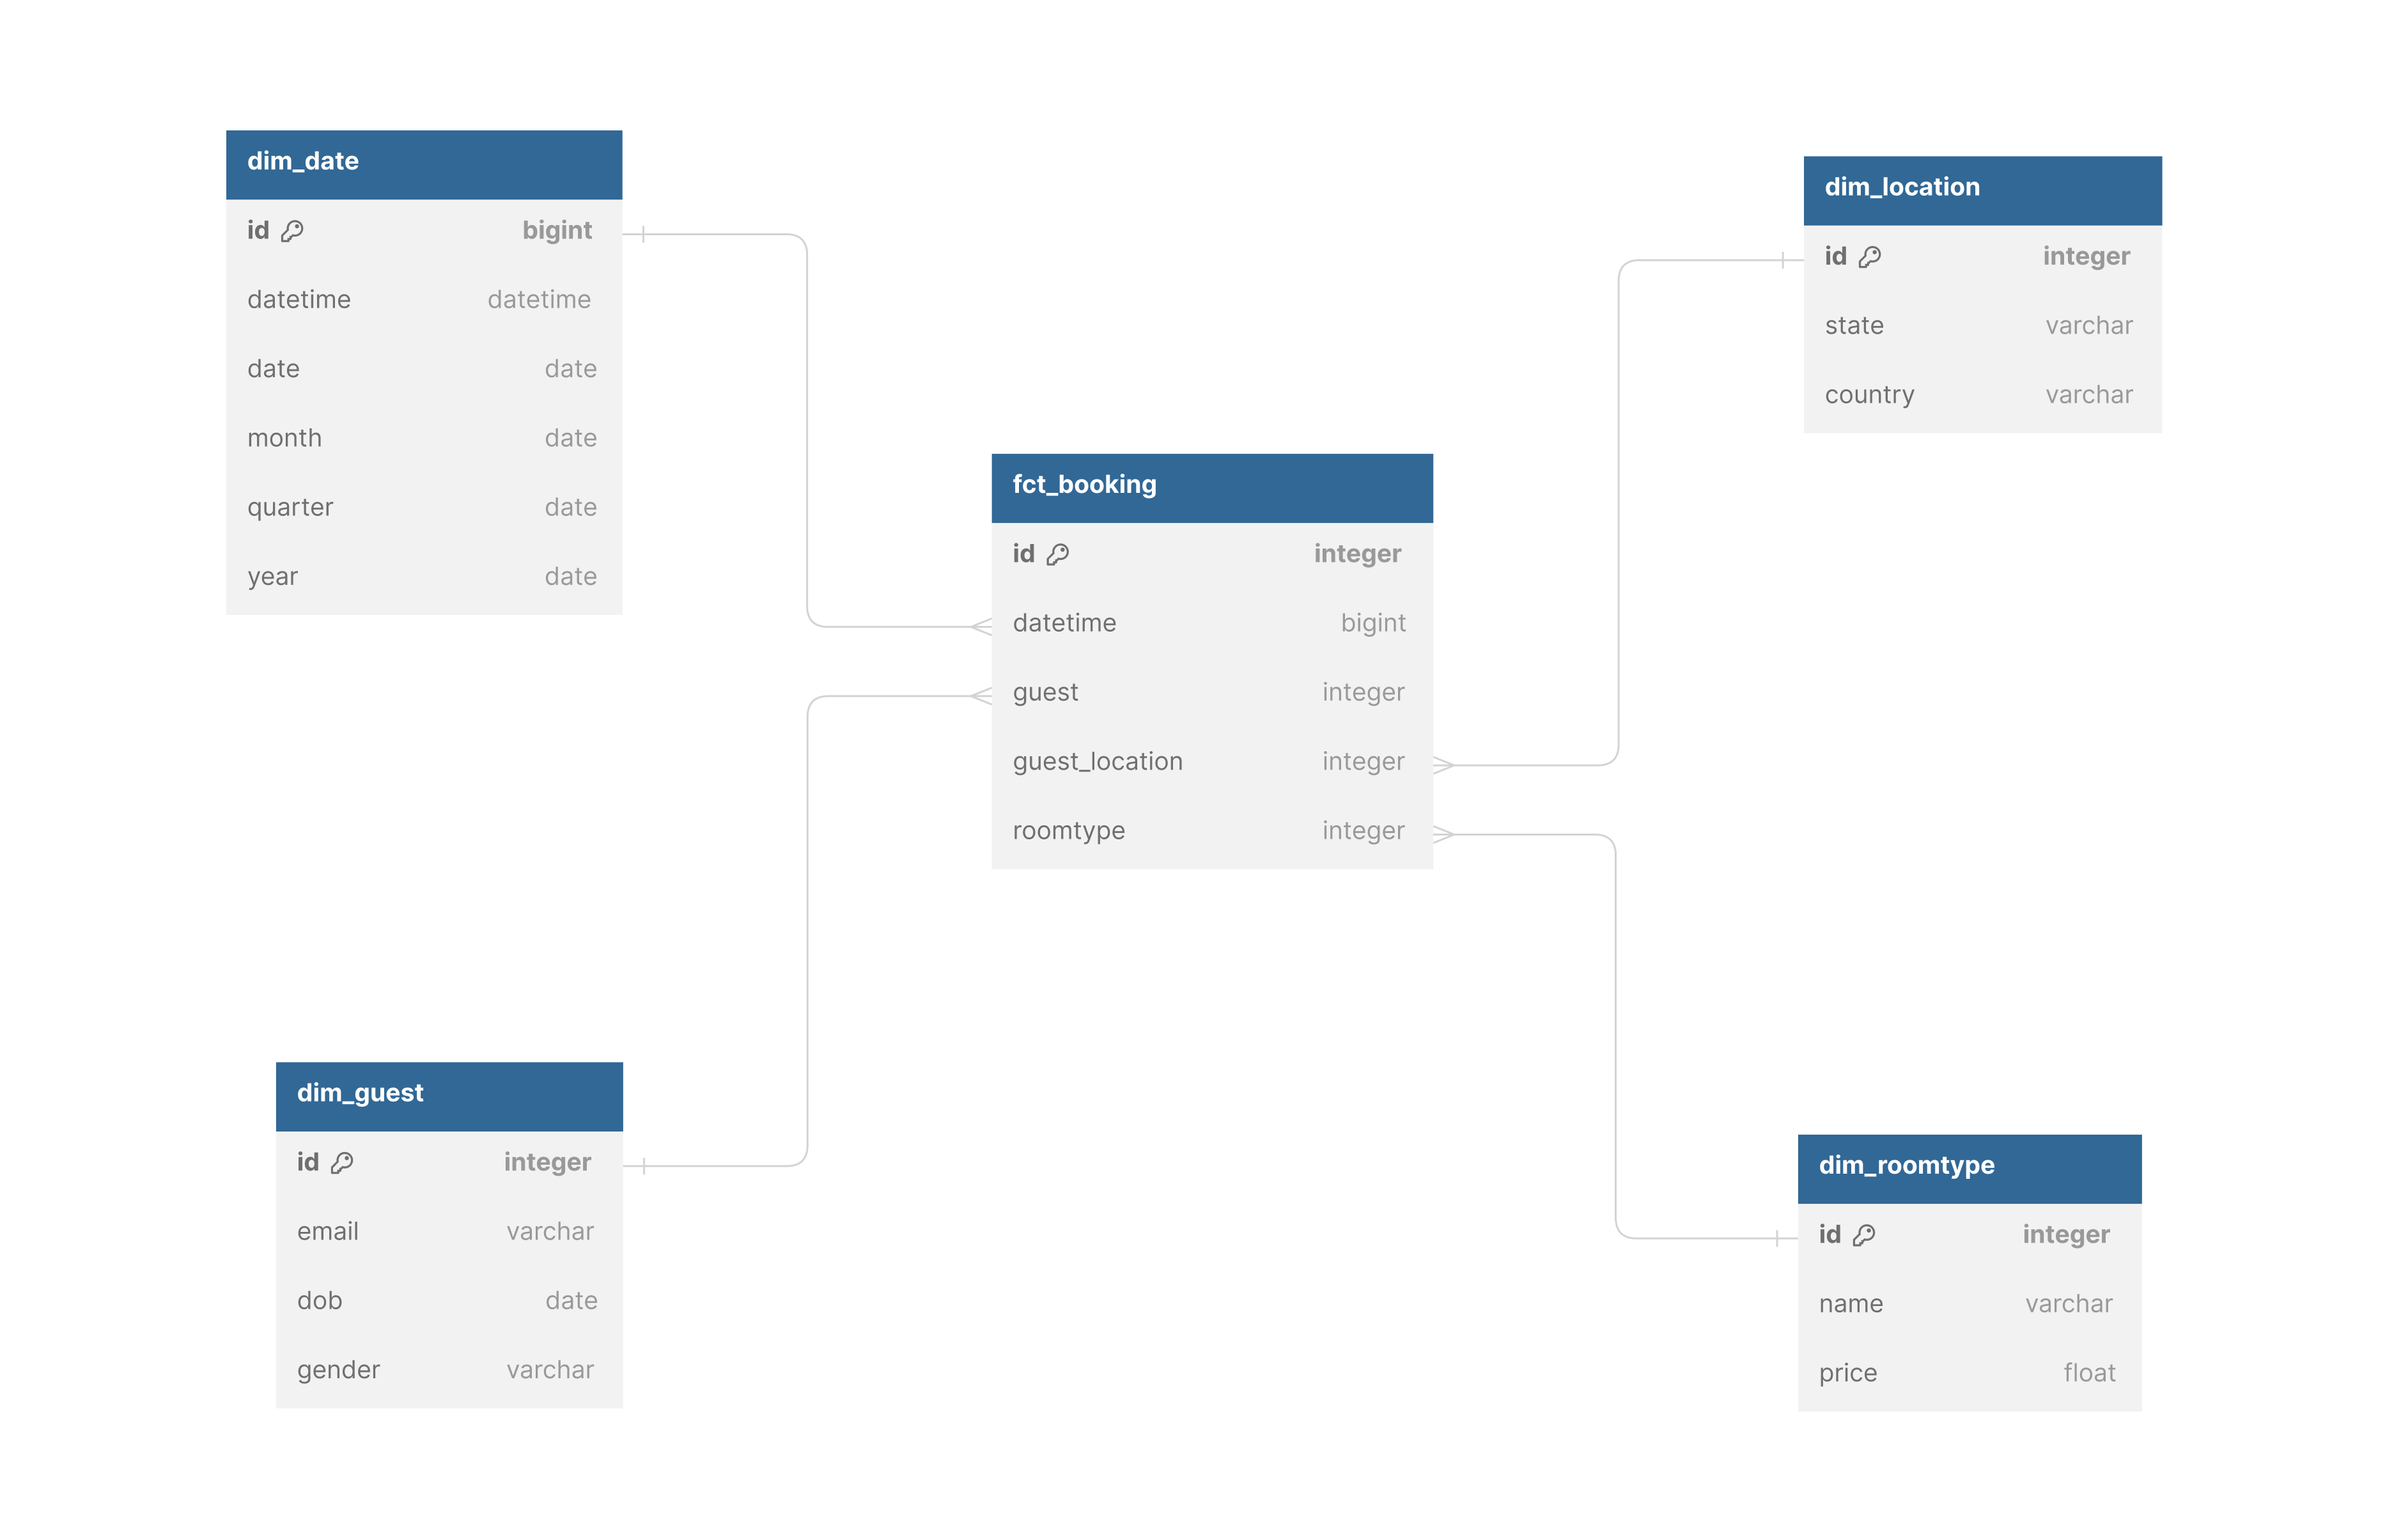 dim_date
id bigint
datetime datetime
date date
month date
quarter date
year date
dim_location
id integer
state varchar
country varchar
fct_booking
id integer
datetime bigint
guest integer
guest_location integer
roomtype integer
dim_guest
id integer
email varchar
dob date
gender varchar
dim_roomtype
id integer
name varchar
price float